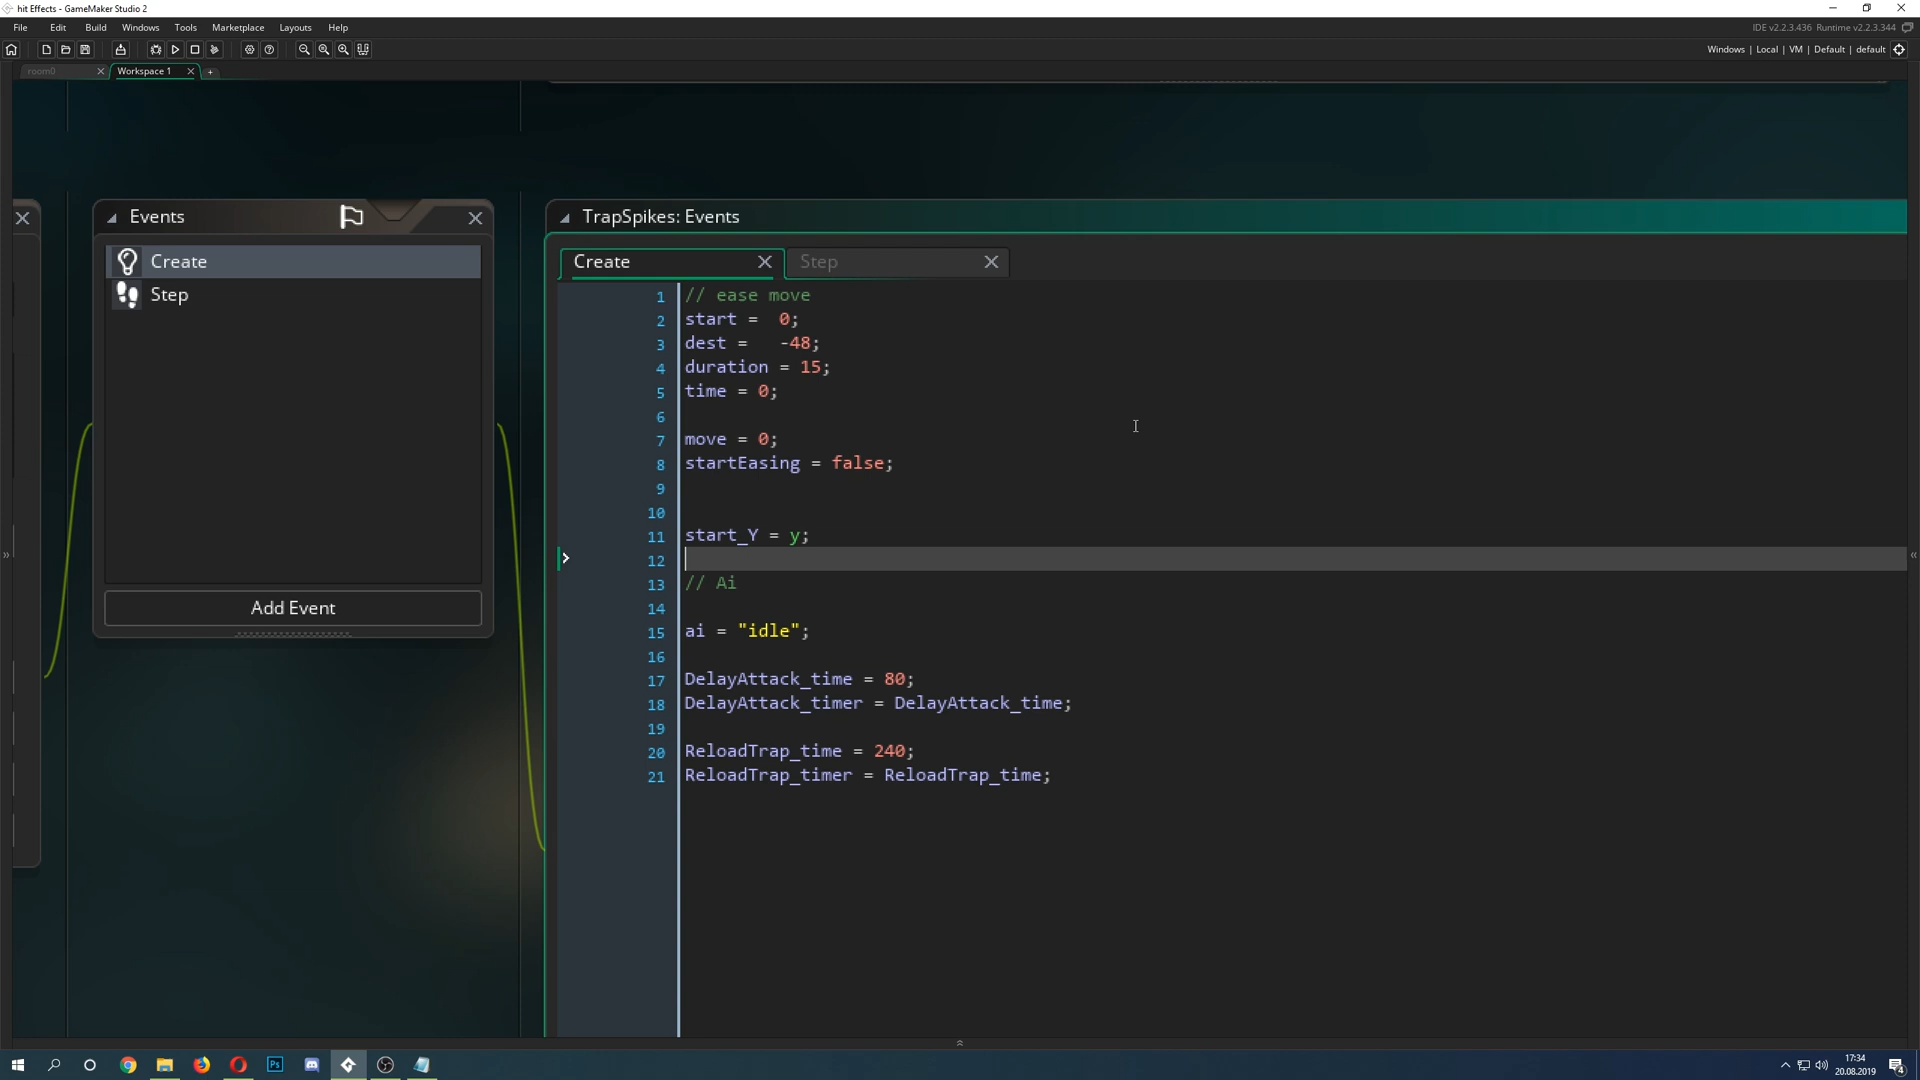 hit Effects - GameMaker Studio 2
File Edit Build Windows Tools Marketplace Layouts Help
IDE v2.2.3.436 Runtime v2.2.3.344
Windows | Local | VM | Default | default
room0
Workspace 1
Events
Create
Step
Add Event
TrapSpikes: Events
Create
Step
1 // ease move
2 start =  0;
3 dest =   -48;
4 duration = 15;
5 time = 0;
6
7 move = 0;
8 startEasing = false;
9
10
11 start_Y = y;
12
13 // Ai
14
15 ai = "idle";
16
17 DelayAttack_time = 80;
18 DelayAttack_timer = DelayAttack_time;
19
20 ReloadTrap_time = 240;
21 ReloadTrap_timer = ReloadTrap_time;
Ps
17:34
20.08.2019
4